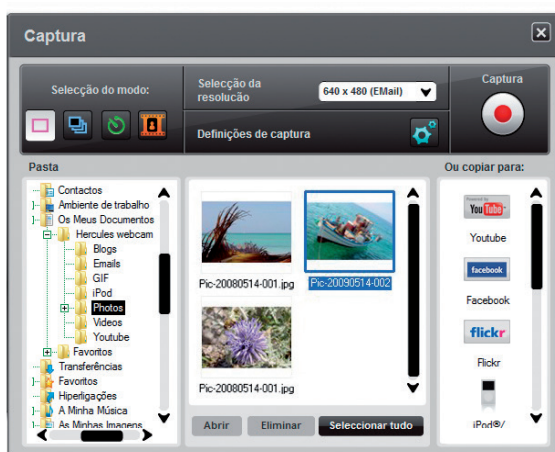 Captura
Selecção do modo:
Selecção da
resolucão
640 x 480 (EMail)
Captura
Definições de captura
Pasta
Ou copiar para:
Contactos
Ambiente de trabalho
Os Meus Documentos
Hercules webcam
Blogs
Emails
GIF
iPod
Photos
Videos
Youtube
Favoritos
Transferências
Favoritos
Hiperligações
A Minha Música
As Minhas Imagens
Pic-20080514-001.jpg
Pic-20090514-002
Pic-20080514-001.jpg
Abrir
Eliminar
Seleccionar tudo
Powered by
YouTube
Youtube
facebook
Facebook
flickr
Flickr
iPod®/